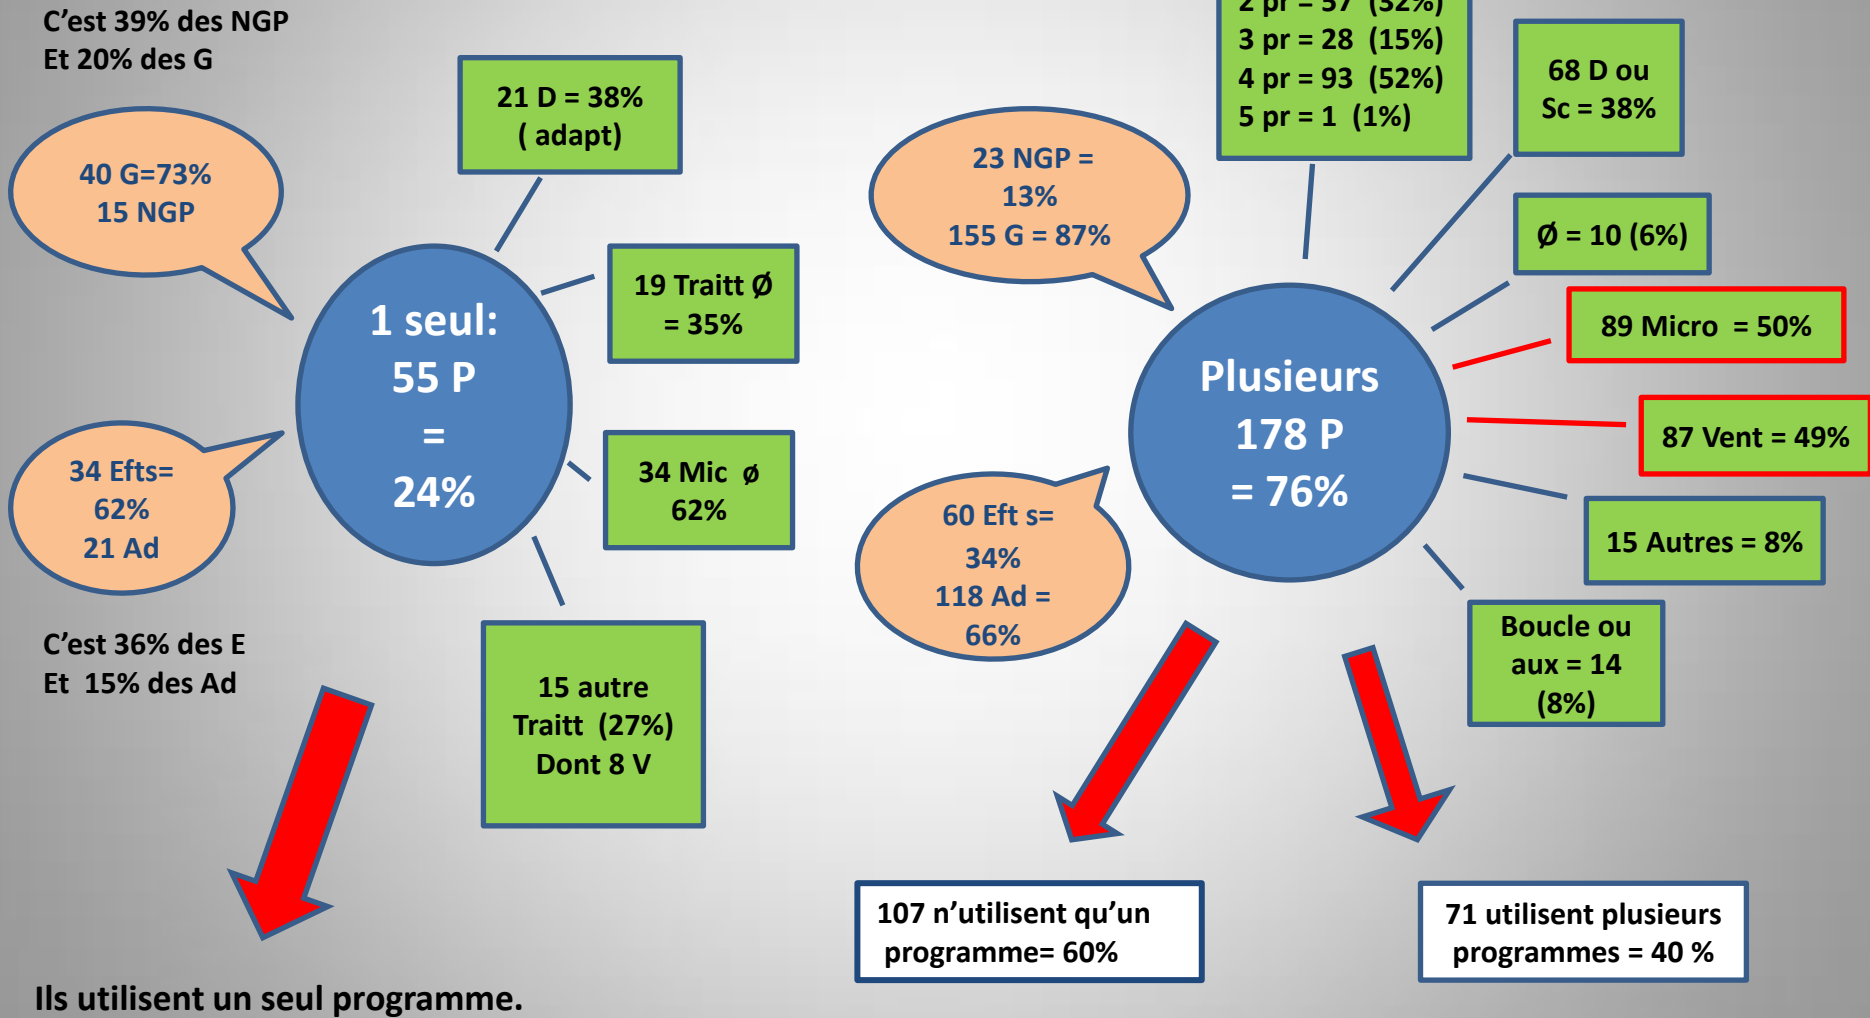 C'est 39% des NGP
Et 20% des G
40 G=73%
15 NGP
21 D = 38%
( adapt)
19 Traitt Ø
= 35%
1 seul:
55 P
=
24%
34 Mic ø
62%
34 Efts=
62%
21 Ad
C'est 36% des E
Et 15% des Ad
15 autre
Traitt (27%)
Dont 8 V
Ils utilisent un seul programme.
2 pr = 57 (32%)
3 pr = 28 (15%)
4 pr = 93 (52%)
5 pr = 1 (1%)
68 D ou
Sc = 38%
23 NGP =
13%
155 G = 87%
Ø = 10 (6%)
89 Micro = 50%
Plusieurs
178 P
= 76%
87 Vent = 49%
15 Autres = 8%
60 Eft s=
34%
118 Ad =
66%
Boucle ou
aux = 14
(8%)
107 n'utilisent qu'un
programme= 60%
71 utilisent plusieurs
programmes = 40 %